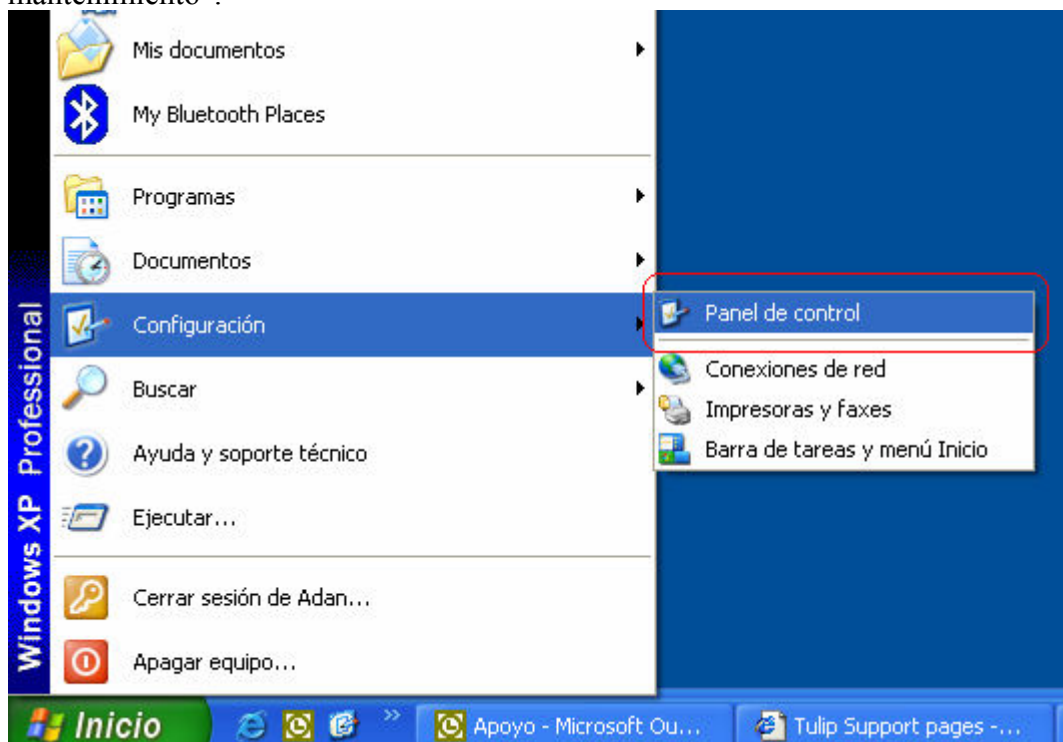 mantenimiento".
Mis documentos
My Bluetooth Places
Programas
Documentos
Configuración
Buscar
Ayuda y soporte técnico
Ejecutar...
Cerrar sesión de Adan...
Apagar equipo...
Windows XP Professional
Panel de control
Conexiones de red
Impresoras y faxes
Barra de tareas y menú Inicio
Inicio
»
Apoyo - Microsoft Ou...
Tulip Support pages -...